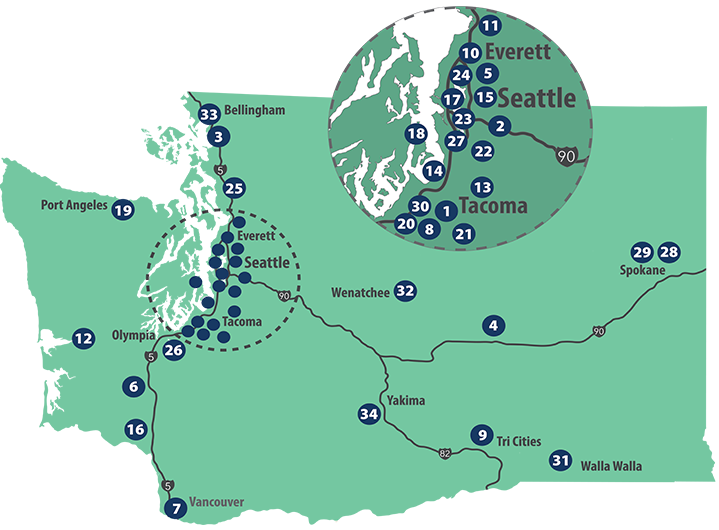 11
10
Everett
24
5
17
15
Seattle
23
2
18
27
22
90
14
13
30
1
Tacoma
20
8
21
33
Bellingham
3
5
25
Port Angeles
19
Everett
Seattle
29
28
Spokane
90
Wenatchee
32
12
Olympia
Tacoma
4
90
5
26
6
34
Yakima
16
9
Tri Cities
82
31
Walla Walla
5
7
Vancouver